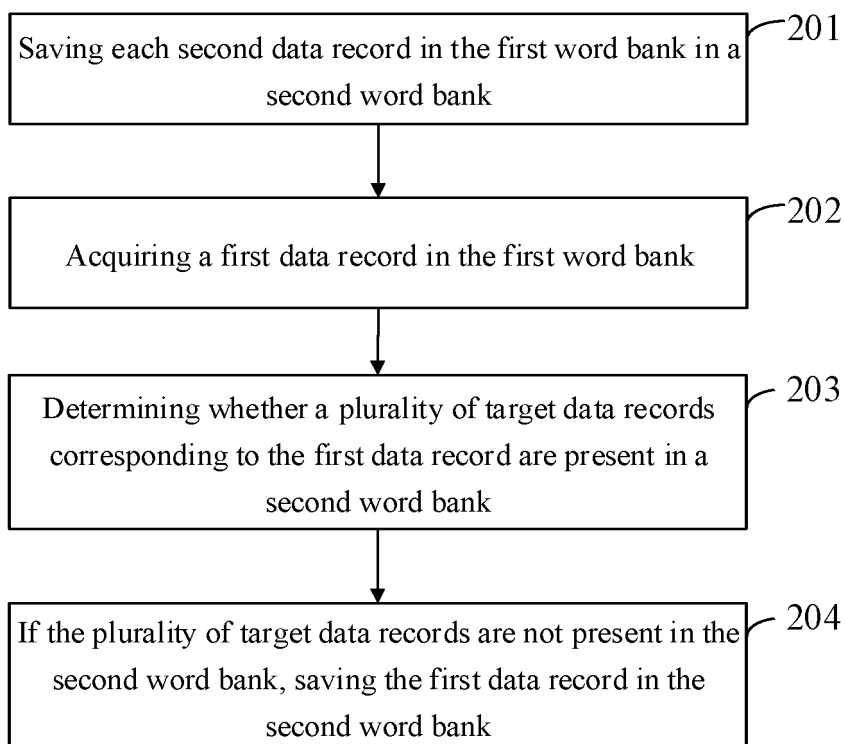 201
Saving each second data record in the first word bank in a
second word bank
202
Acquiring a first data record in the first word bank
203
Determining whether a plurality of target data records
corresponding to the first data record are present in a
second word bank
204
If the plurality of target data records are not present in the
second word bank, saving the first data record in the
second word bank